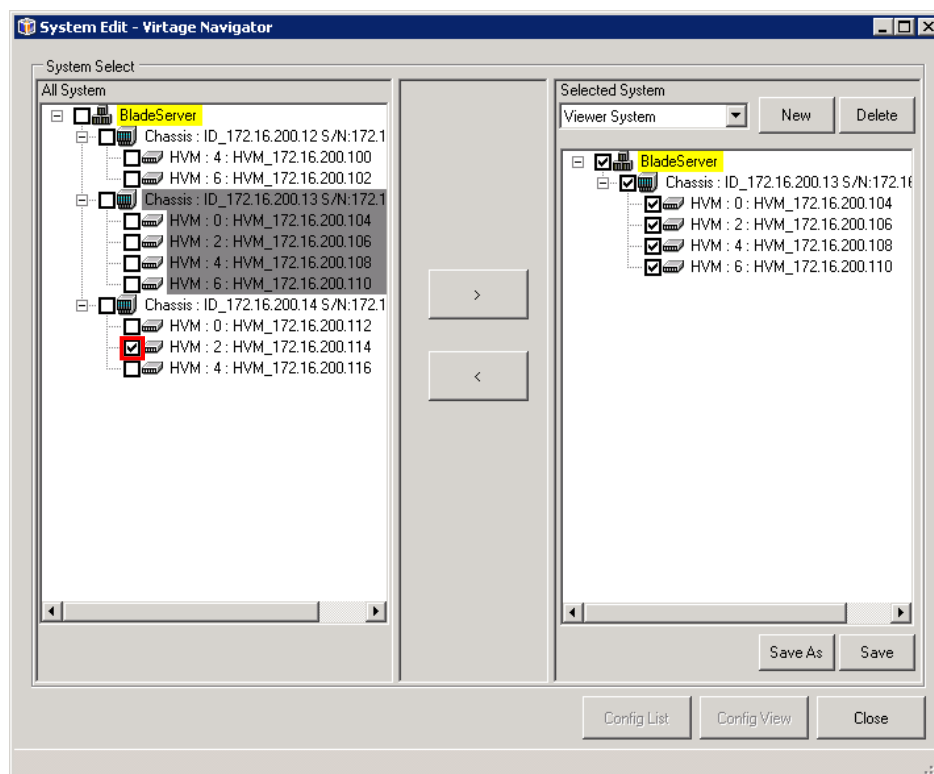 System Edit - Virtage Navigator
System Select
All System
BladeServer
Chassis : ID_172.16.200.12 S/N:172.1
HVM : 4 : HVM_172.16.200.100
HVM : 6 : HVM_172.16.200.102
Chassis : ID_172.16.200.13 S/N:172.1
HVM : 0 : HVM_172.16.200.104
HVM : 2 : HVM_172.16.200.106
HVM : 4 : HVM_172.16.200.108
HVM : 6 : HVM_172.16.200.110
Chassis : ID_172.16.200.14 S/N:172.1
HVM : 0 : HVM_172.16.200.112
HVM : 2 : HVM_172.16.200.114
HVM : 4 : HVM_172.16.200.116
>
<
Selected System
Viewer System
New
Delete
BladeServer
Chassis : ID_172.16.200.13 S/N:172.16
HVM : 0 : HVM_172.16.200.104
HVM : 2 : HVM_172.16.200.106
HVM : 4 : HVM_172.16.200.108
HVM : 6 : HVM_172.16.200.110
Save As
Save
Config List
Config View
Close